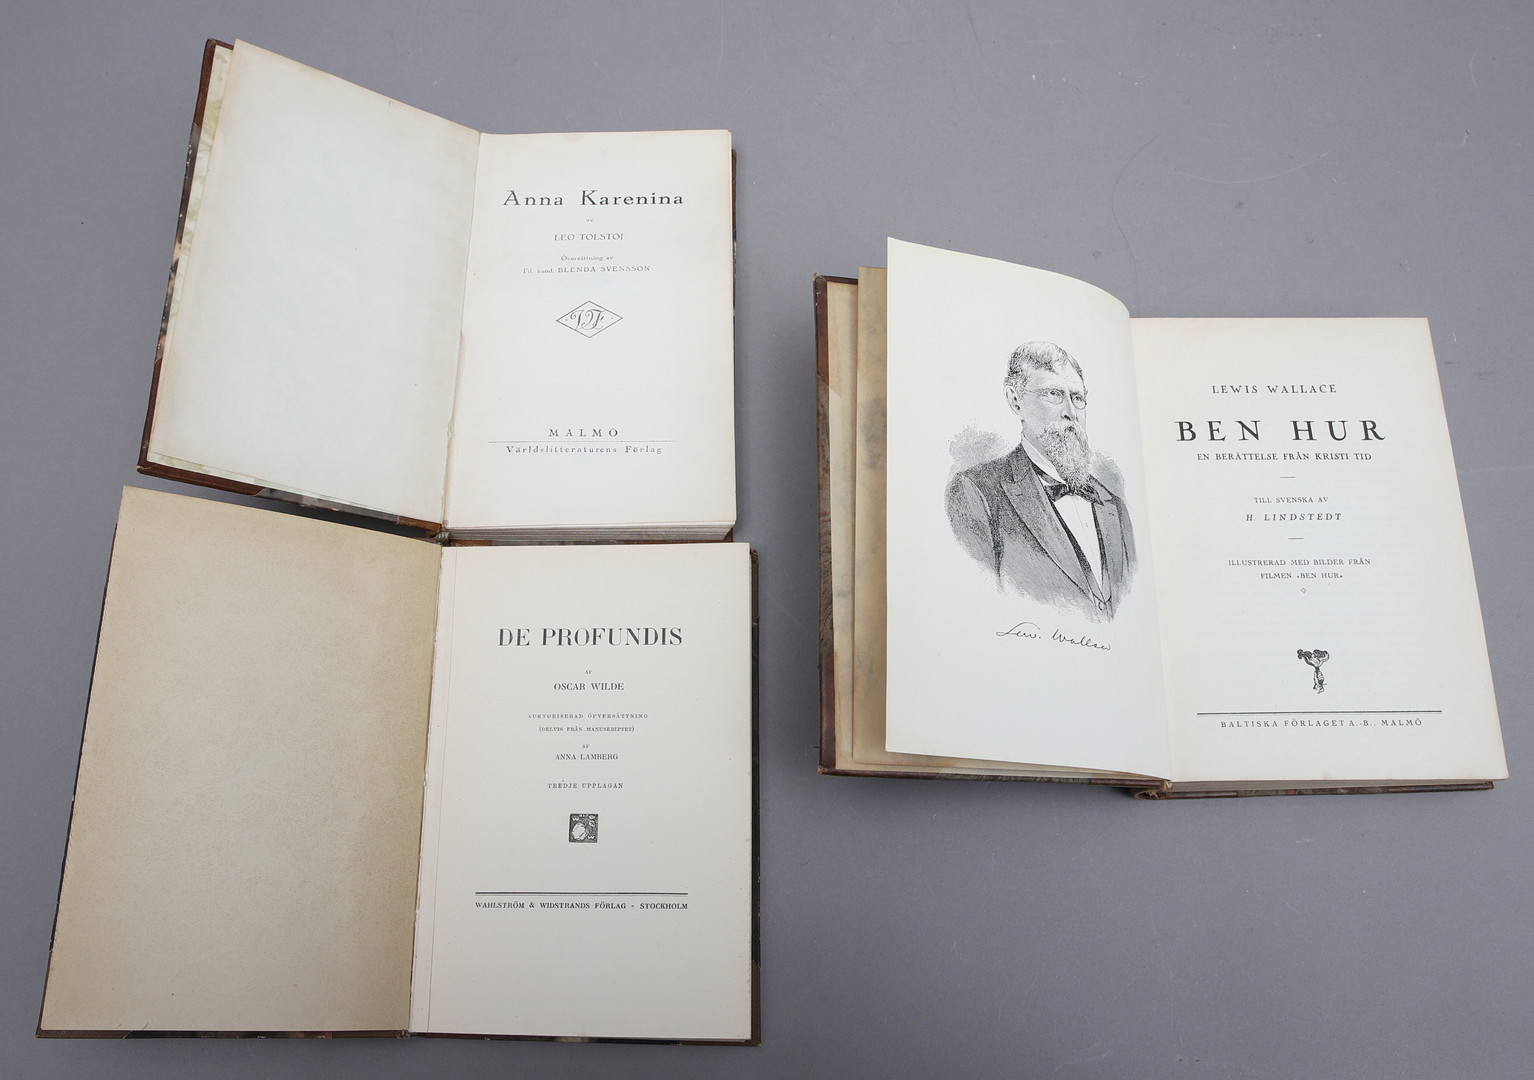 Anna Karenina
av
LEO TOLSTOJ
Översättning av
Fil. kand. BLENDA SVENSSON
VF
MALMÖ
Världslitteraturens Förlag
DE PROFUNDIS
AF
OSCAR WILDE
AUKTORISERAD ÖFVERSÄTTNING
(DELVIS FRÅN MANUSKRIPTET)
AF
ANNA LAMBERG
TREDJE UPPLAGAN
WAHLSTRÖM & WIDSTRANDS FÖRLAG - STOCKHOLM
Lew. Wallace
LEWIS WALLACE
BEN HUR
EN BERÄTTELSE FRÅN KRISTI TID
TILL SVENSKA AV
H. LINDSTEDT
ILLUSTRERAD MED BILDER FRÅN
FILMEN »BEN HUR»
BALTISKA FÖRLAGET A.-B., MALMÖ